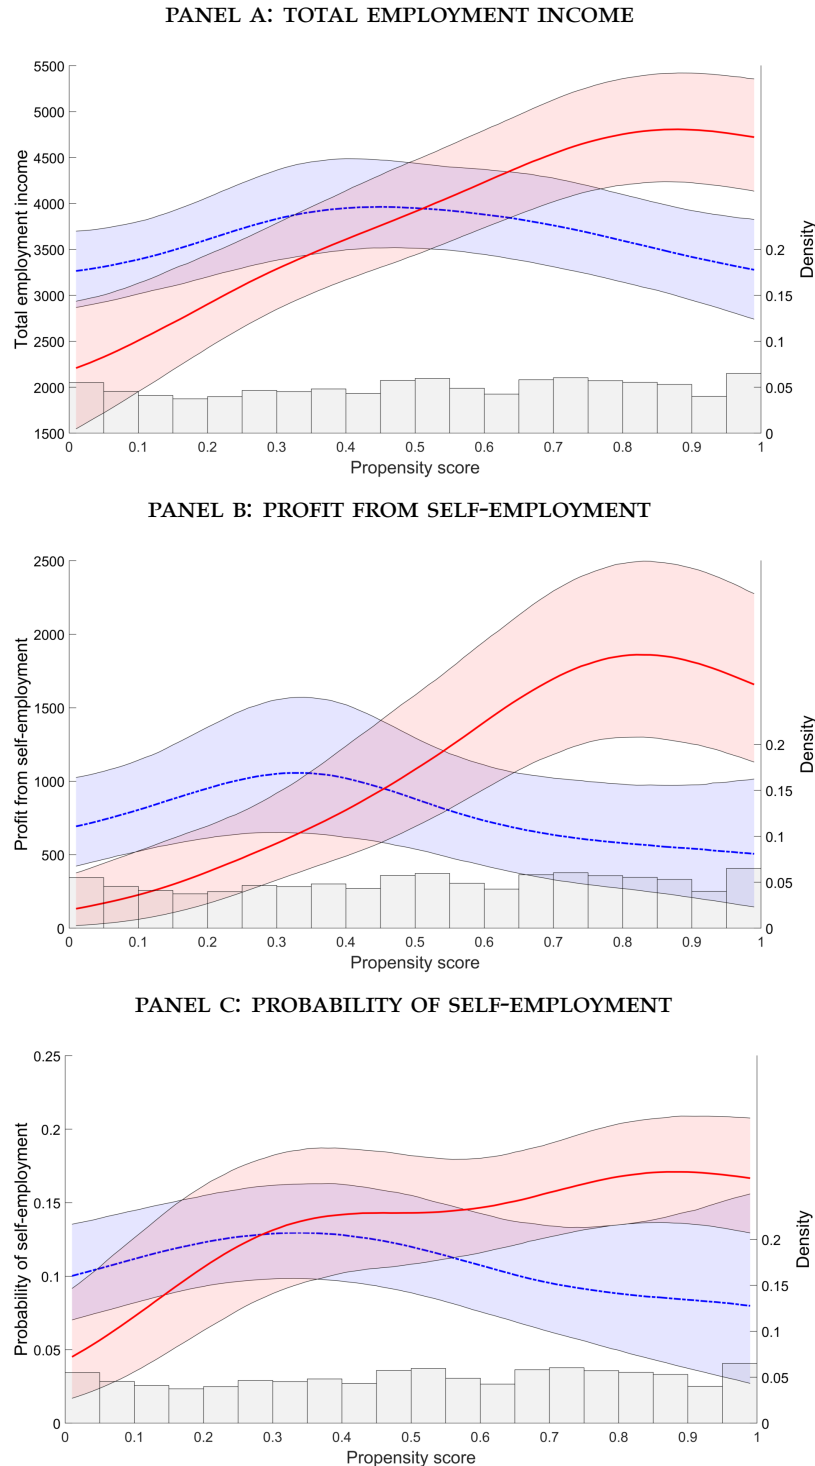 PANEL A: TOTAL EMPLOYMENT INCOME
5500
5000
4500
4000
3500
3000
2500
2000
1500
Total employment income
0.2
0.15
0.1
0.05
0
Density
0 0.1 0.2 0.3 0.4 0.5 0.6 0.7 0.8 0.9 1
Propensity score
PANEL B: PROFIT FROM SELF-EMPLOYMENT
2500
2000
1500
1000
500
0
Profit from self-employment
0.2
0.15
0.1
0.05
0
Density
0 0.1 0.2 0.3 0.4 0.5 0.6 0.7 0.8 0.9 1
Propensity score
PANEL C: PROBABILITY OF SELF-EMPLOYMENT
0.25
0.2
0.15
0.1
0.05
0
Probability of self-employment
0.2
0.15
0.1
0.05
0
Density
0 0.1 0.2 0.3 0.4 0.5 0.6 0.7 0.8 0.9 1
Propensity score